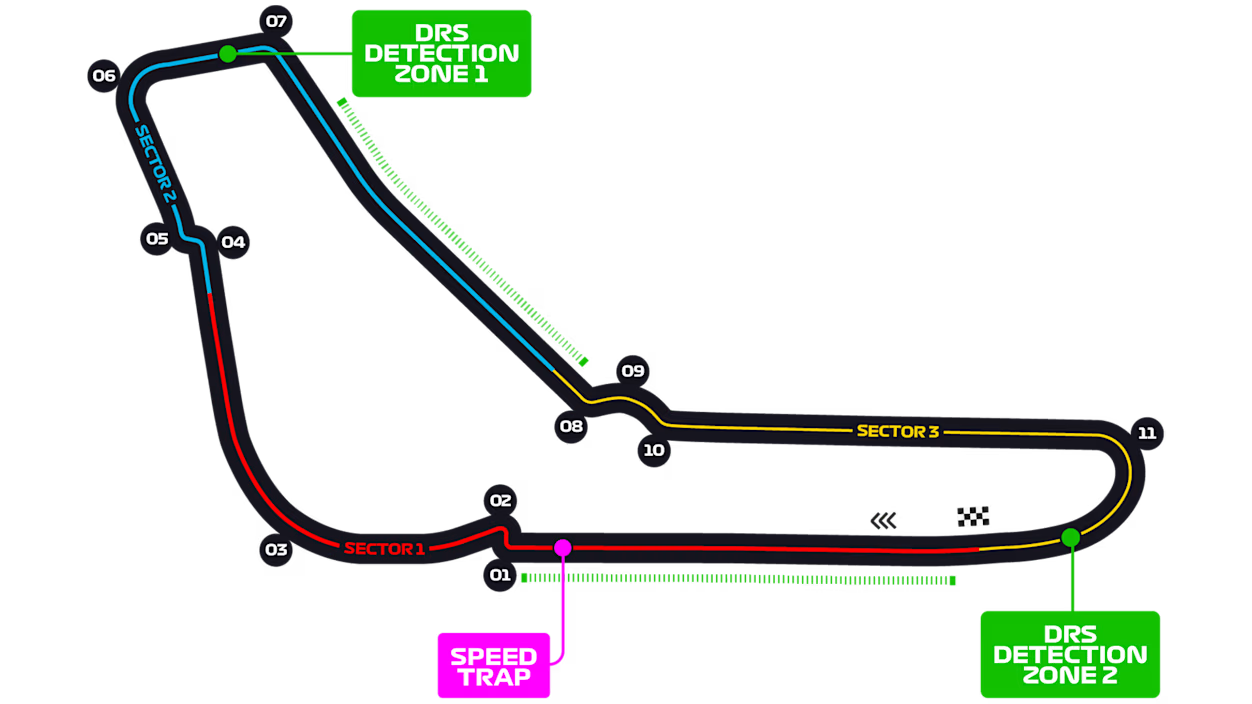 07
DRS
DETECTION
ZONE 1
06
SECTOR 2
05
04
09
08
10
SECTOR 3
11
02
03
SECTOR 1
01
SPEED
TRAP
DRS
DETECTION
ZONE 2